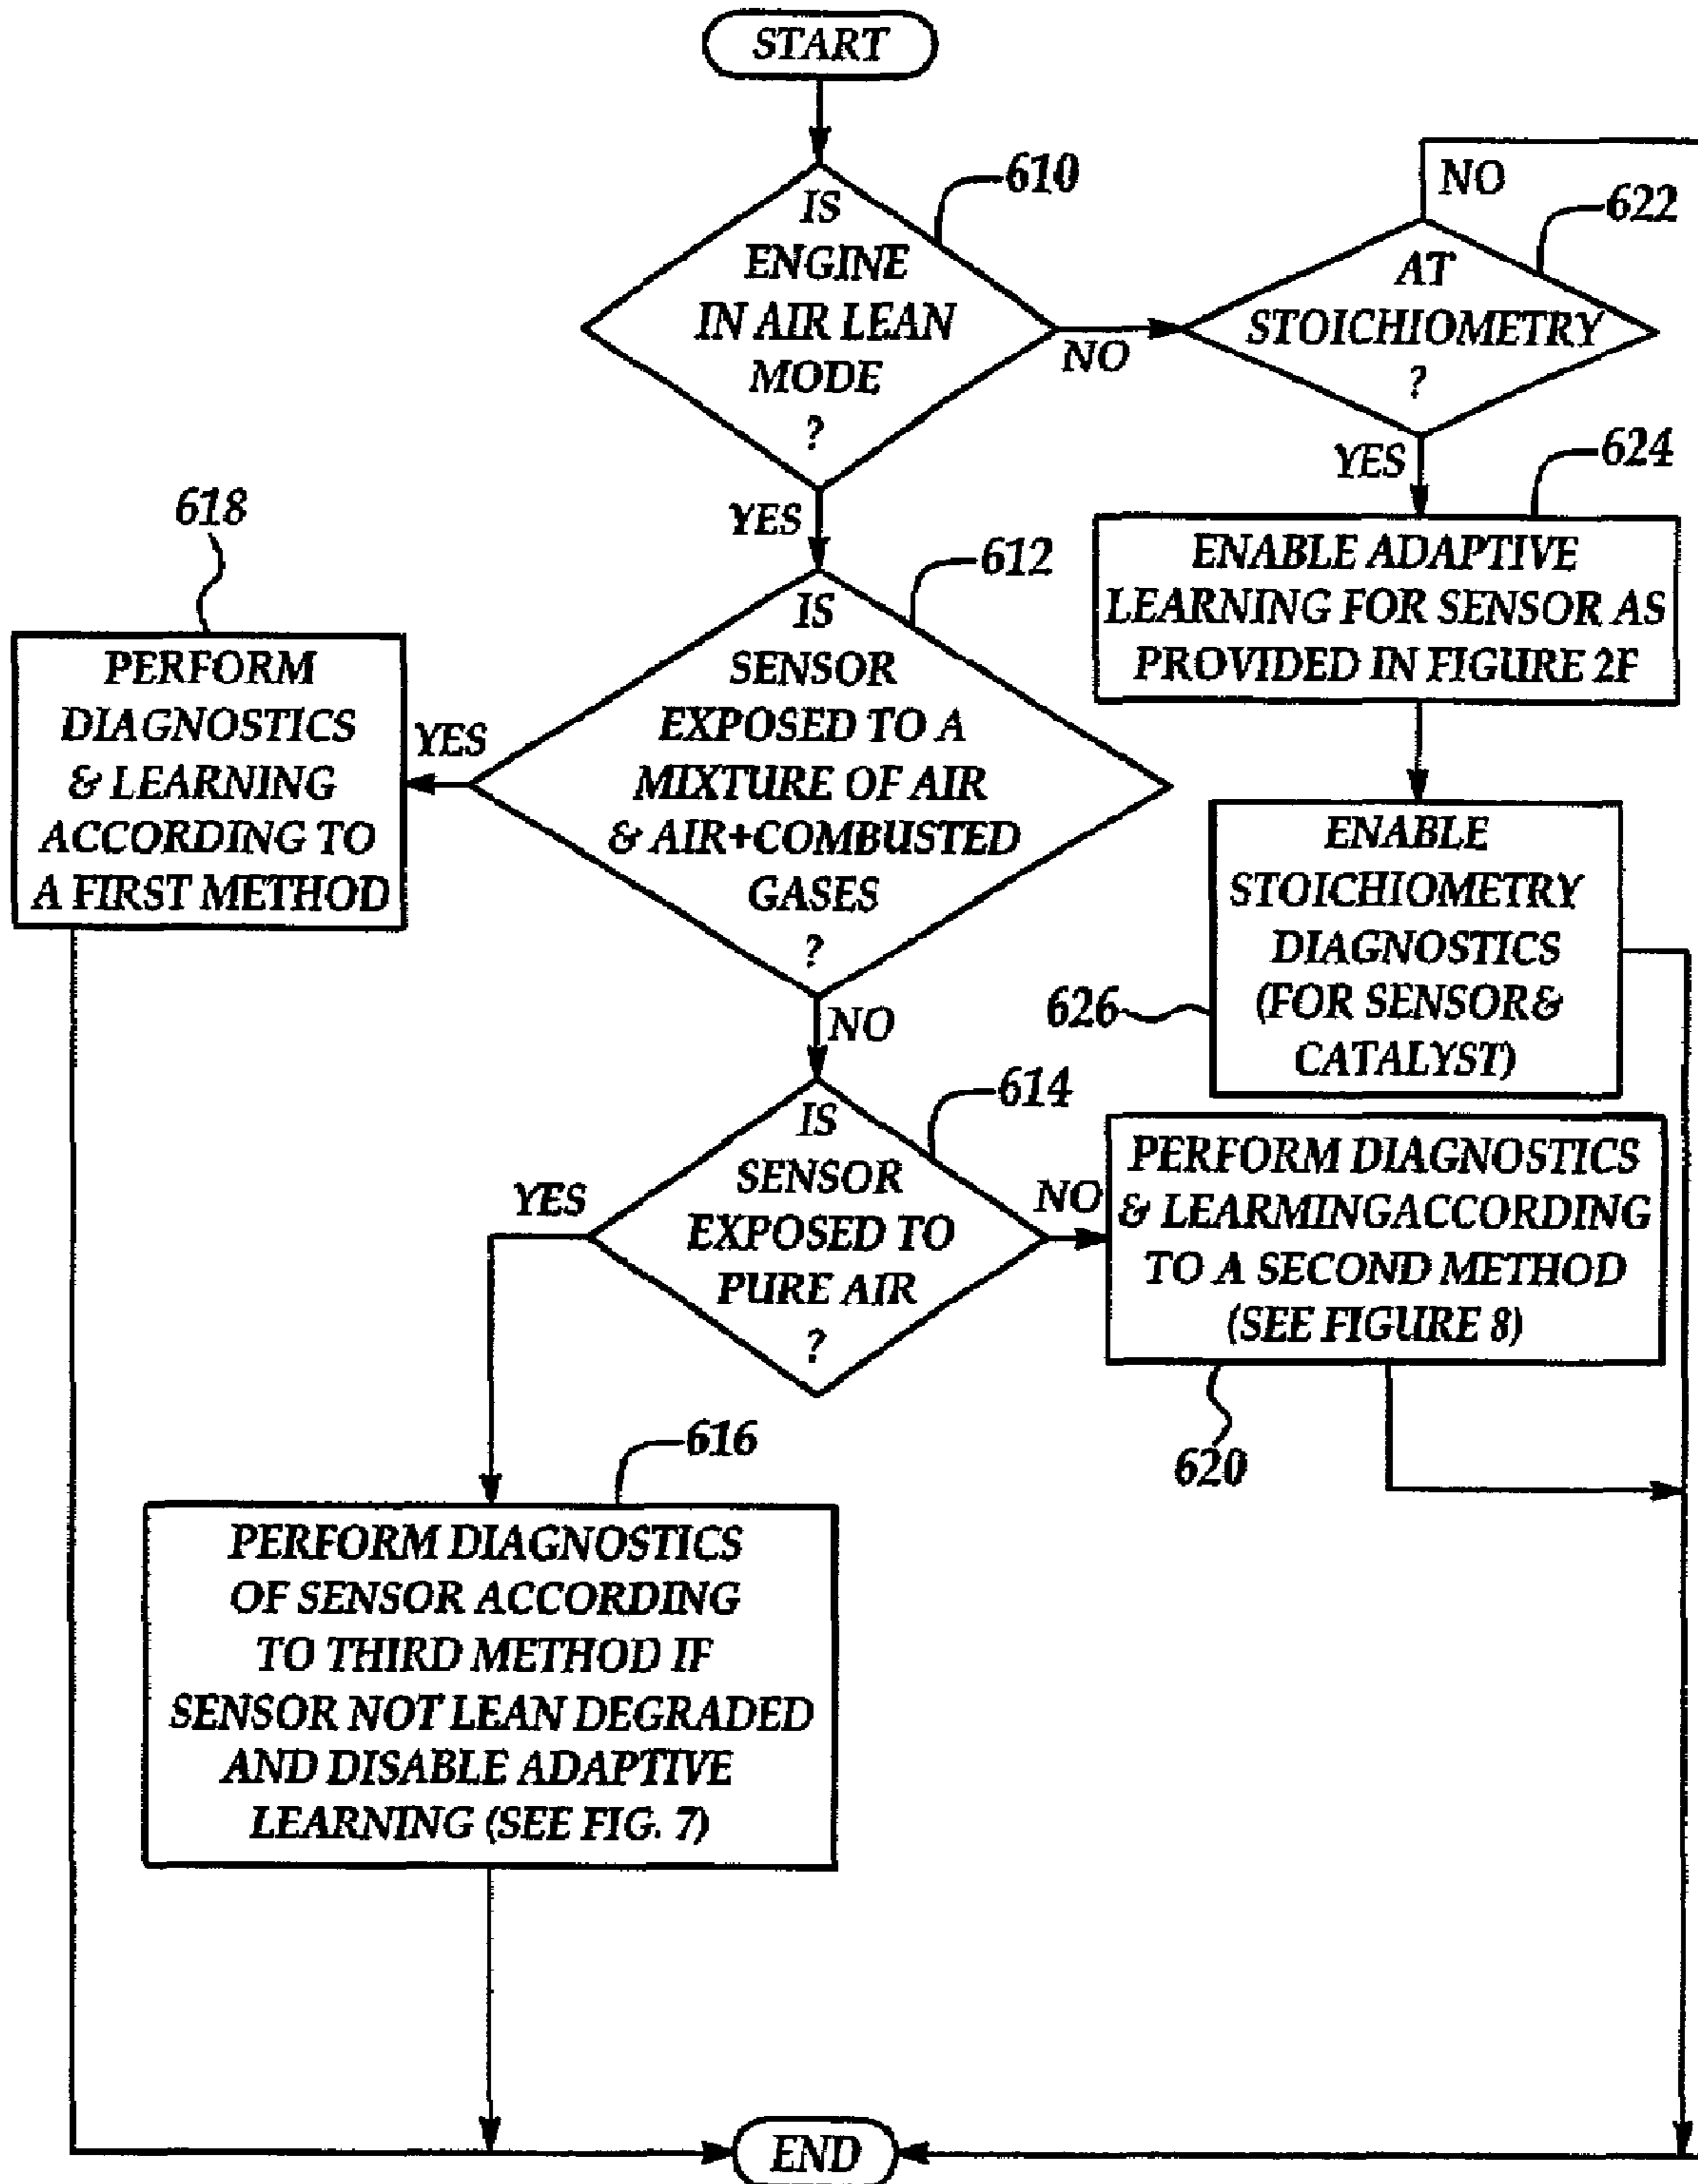 START
610
IS
ENGINE
IN AIR LEAN
MODE
?
NO
YES
NO
622
AT
STOICHIOMETRY
?
YES
624
ENABLE ADAPTIVE
LEARNING FOR SENSOR AS
PROVIDED IN FIGURE 2F
618
PERFORM
DIAGNOSTICS
& LEARNING
ACCORDING TO
A FIRST METHOD
YES
612
IS
SENSOR
EXPOSED TO A
MIXTURE OF AIR
& AIR+COMBUSTED
GASES
?
NO
ENABLE
STOICHIOMETRY
DIAGNOSTICS
(FOR SENSOR&
CATALYST)
626
614
IS
SENSOR
EXPOSED TO
PURE AIR
?
YES
NO
PERFORM DIAGNOSTICS
& LEARMINGACCORDING
TO A SECOND METHOD
(SEE FIGURE 8)
620
616
PERFORM DIAGNOSTICS
OF SENSOR ACCORDING
TO THIRD METHOD IF
SENSOR NOT LEAN DEGRADED
AND DISABLE ADAPTIVE
LEARNING (SEE FIG. 7)
END